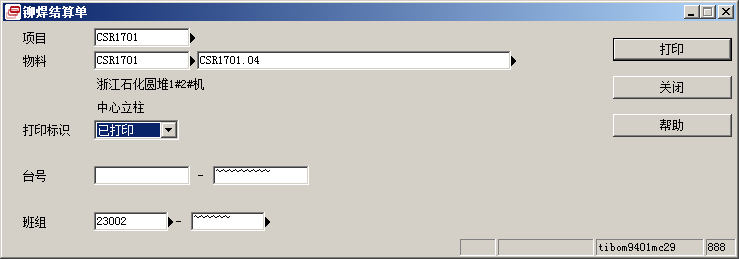 铆焊结算单
项目 CSR1701
打印
物料 CSR1701 CSR1701.04
浙江石化圆堆1#2#机
关闭
中心立柱
打印标识 已打印
帮助
台号 - ~~~~~~~~~
班组 23002 - ~~~~~~
tibom9401mc29 888